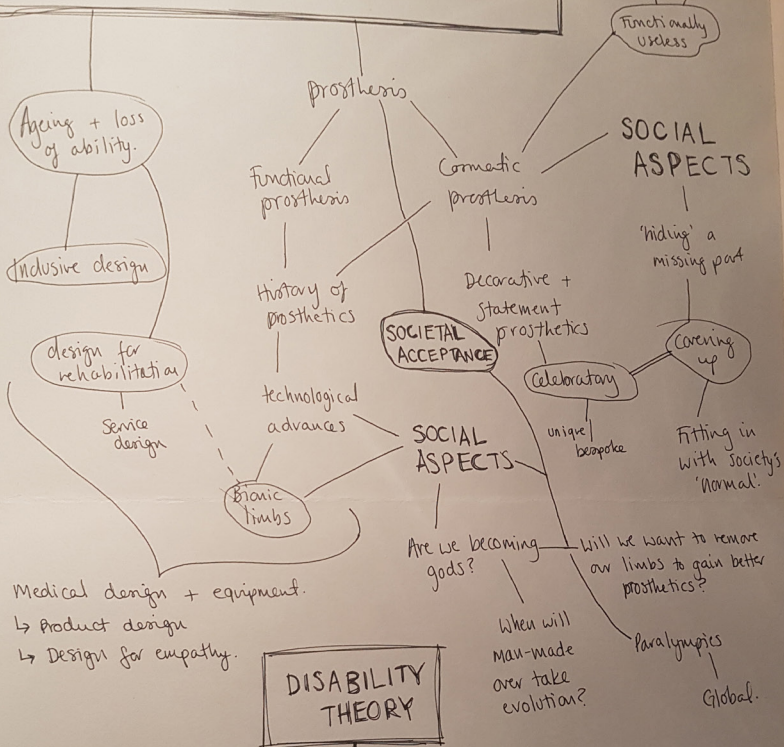 Functionally
useless
Ageing + loss
of ability.
Inclusive design
design for
rehabilitation
Service
design
prosthesis
Functional
prosthesis
Cosmetic
prosthesis
History of
prosthetics
technological
advances
Bionic
limbs
Decorative +
statement
prosthetics
SOCIETAL
ACCEPTANCE
Celebratory
unique/
bespoke
SOCIAL
ASPECTS
'hiding' a
missing part
Covering
up
Fitting in
with society's
'normal'.
SOCIAL
ASPECTS
Are we becoming
gods?
Will we want to remove
our limbs to gain better
prosthetics?
When will
man-made
over take
evolution?
Paralympics
Global.
Medical design + equipment.
↳ Product design
↳ Design for empathy.
DISABILITY
THEORY